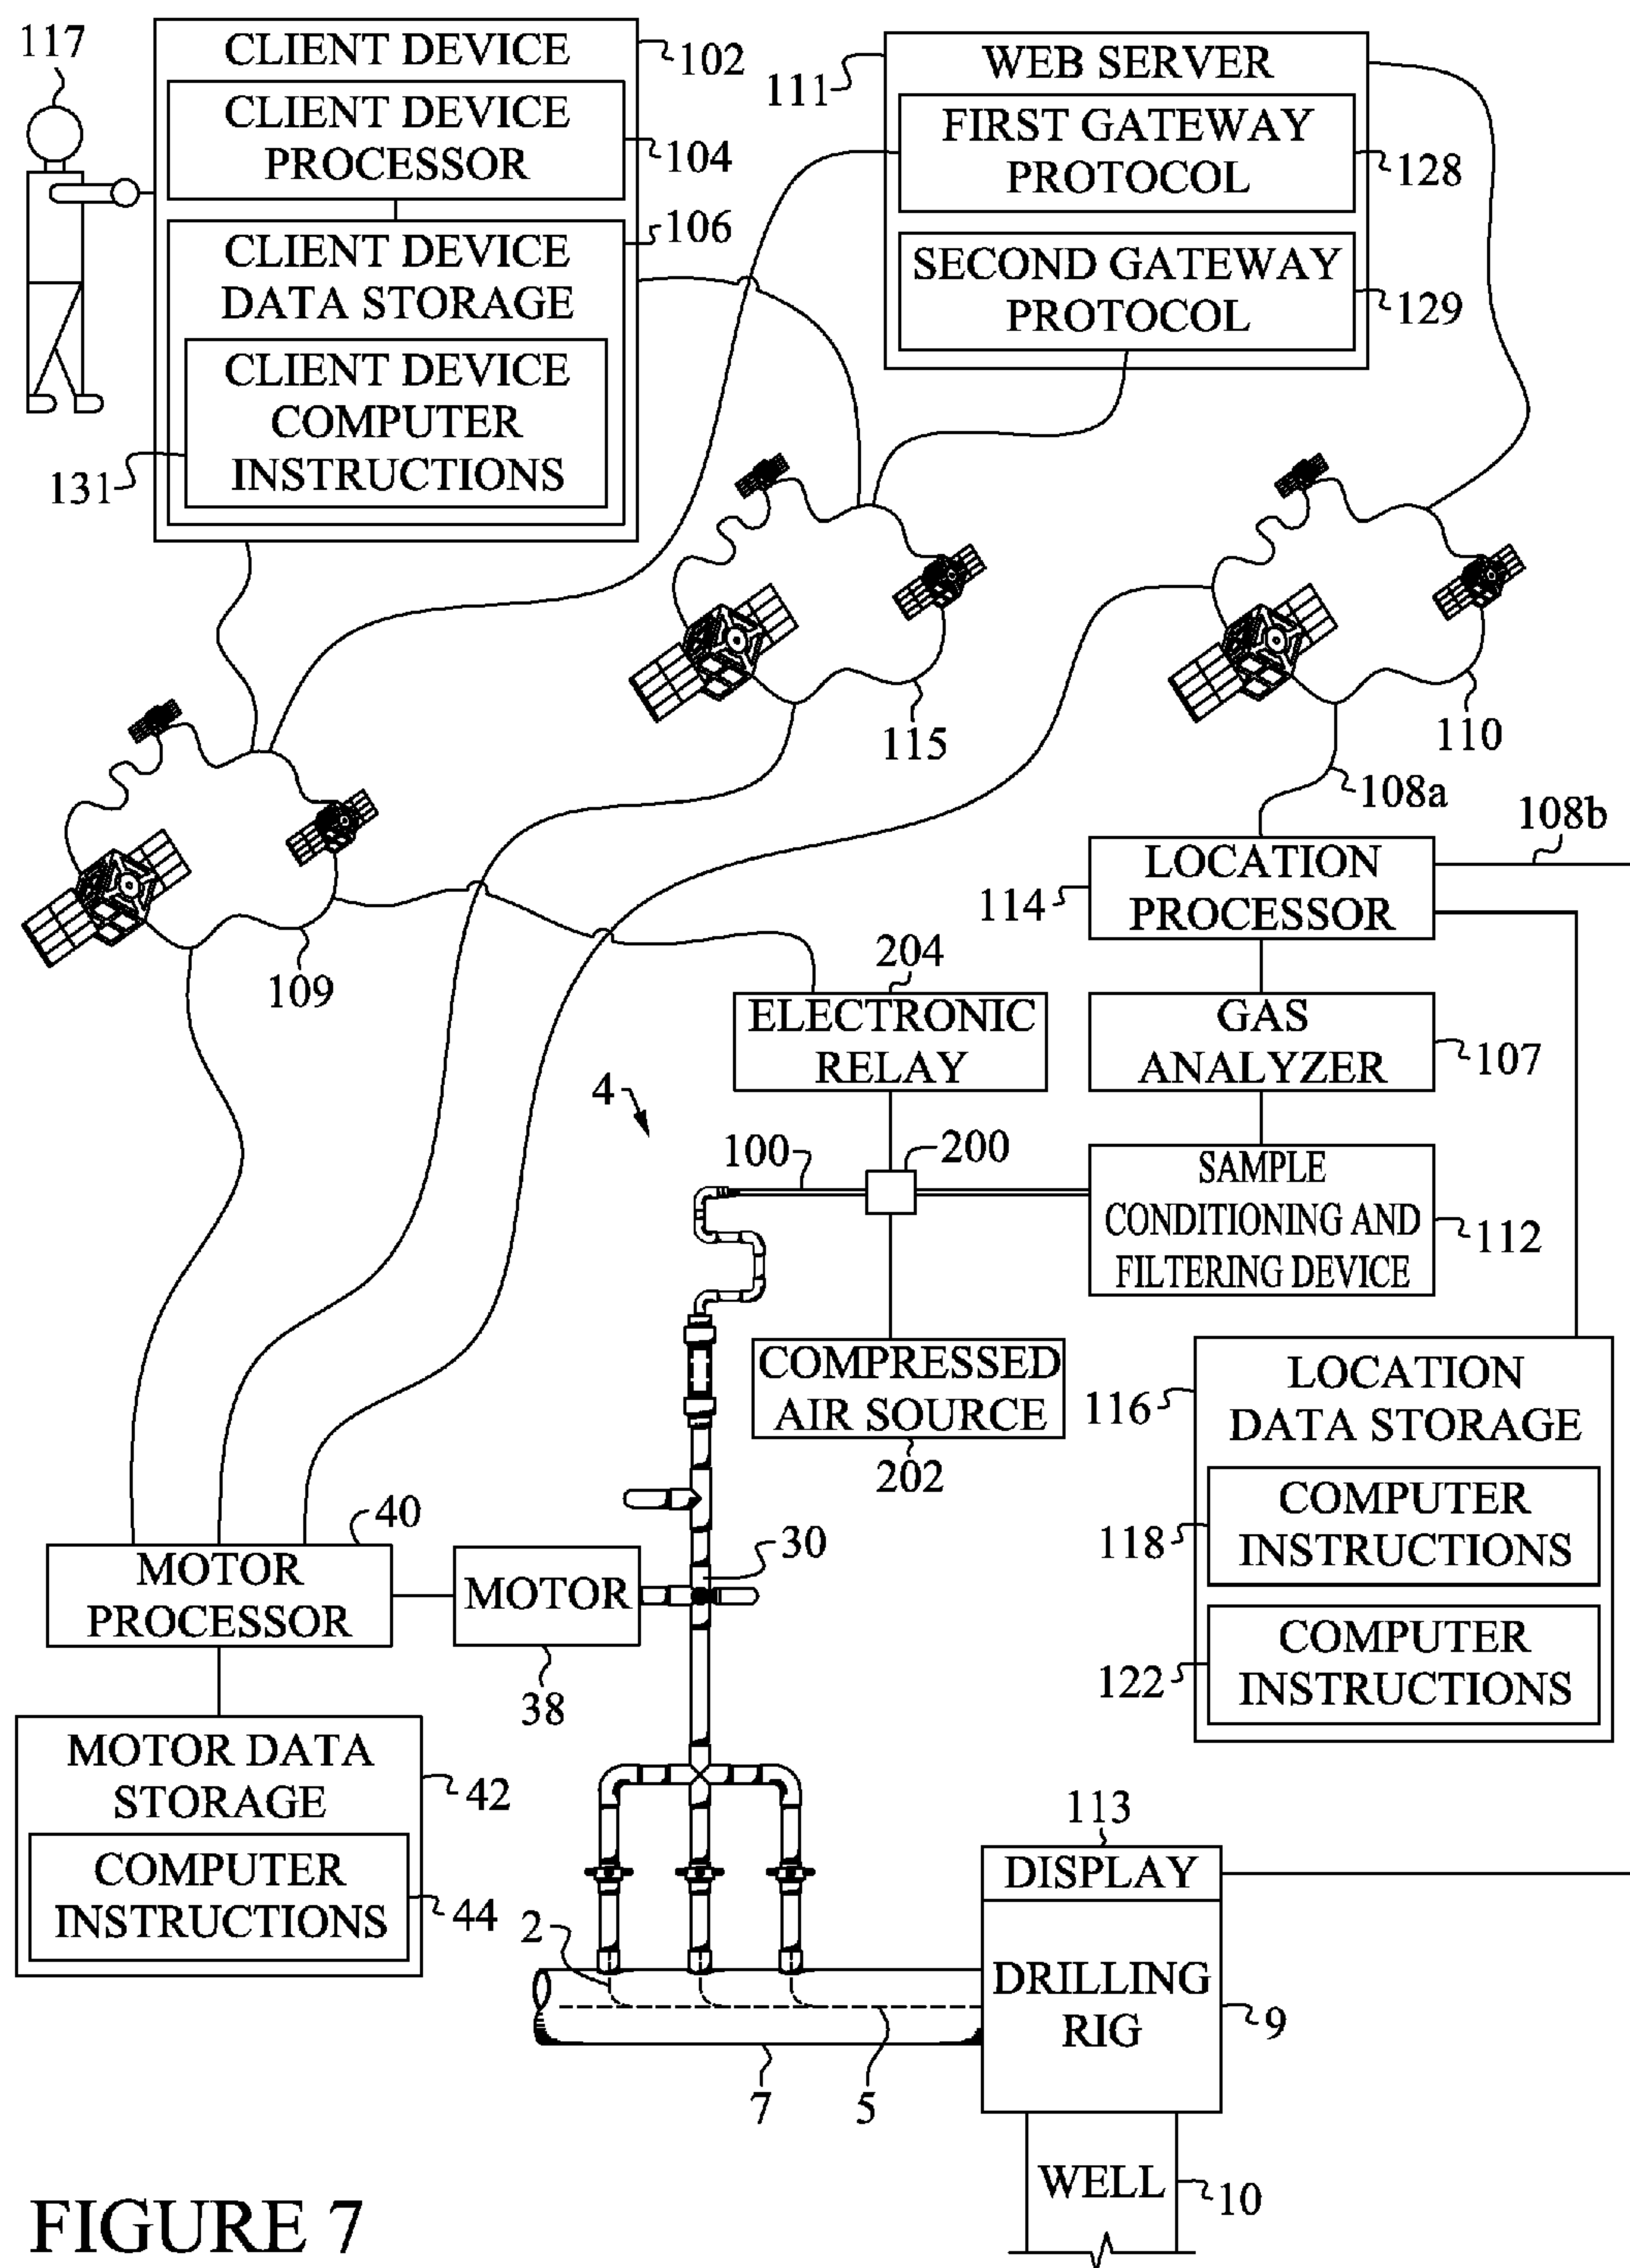 117
CLIENT DEVICE
102
CLIENT DEVICE
PROCESSOR
104
CLIENT DEVICE
DATA STORAGE
106
CLIENT DEVICE
COMPUTER
INSTRUCTIONS
131
WEB SERVER
111
FIRST GATEWAY
PROTOCOL
128
SECOND GATEWAY
PROTOCOL
129
115
110
108a
108b
109
LOCATION
PROCESSOR
114
204
ELECTRONIC
RELAY
GAS
ANALYZER
107
4
100
200
SAMPLE
CONDITIONING AND
FILTERING DEVICE
112
COMPRESSED
AIR SOURCE
202
LOCATION
DATA STORAGE
116
COMPUTER
INSTRUCTIONS
118
COMPUTER
INSTRUCTIONS
122
40
MOTOR
PROCESSOR
MOTOR
38
30
MOTOR DATA
STORAGE
42
COMPUTER
INSTRUCTIONS
44
2
113
DISPLAY
DRILLING
RIG
9
7
5
WELL
10
FIGURE 7